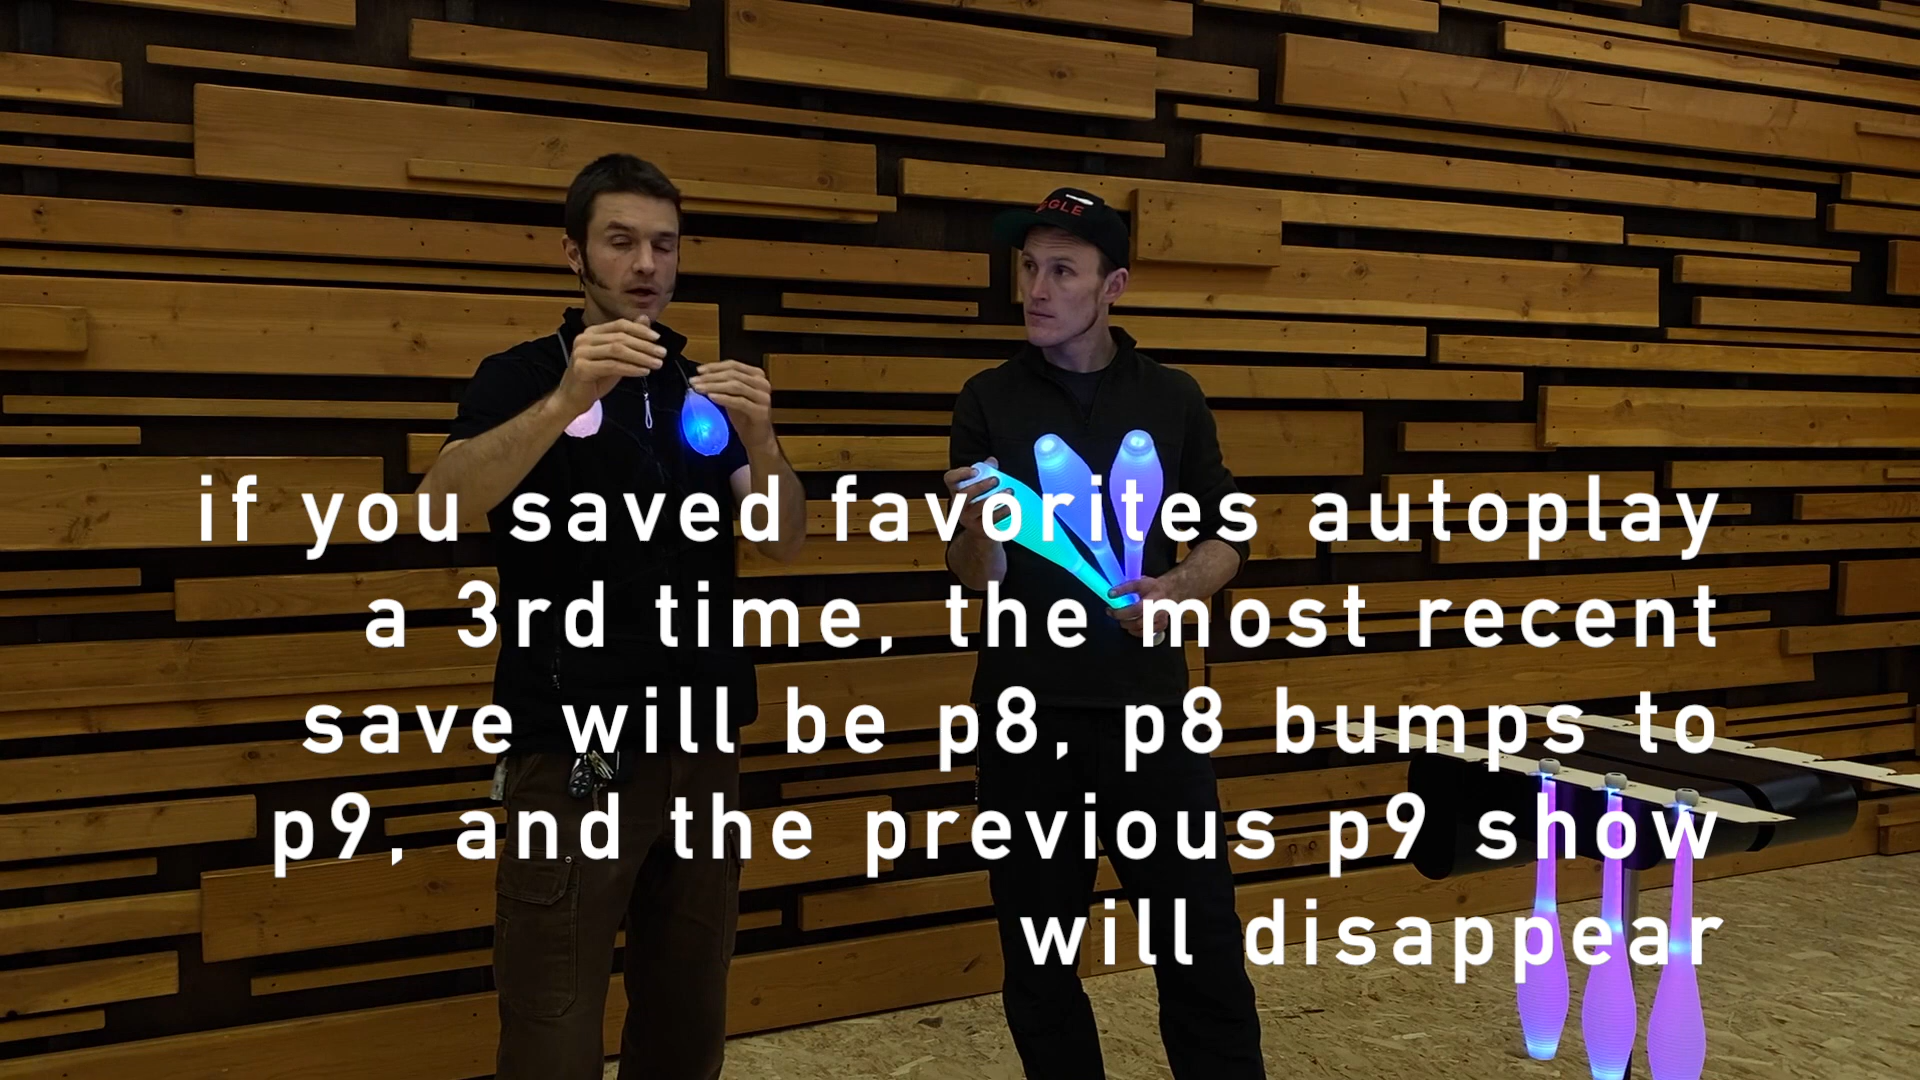 GLE
if you saved favorites autoplay
a 3rd time, the most recent
save will be p8, p8 bumps to
p9, and the previous p9 show
will disappear